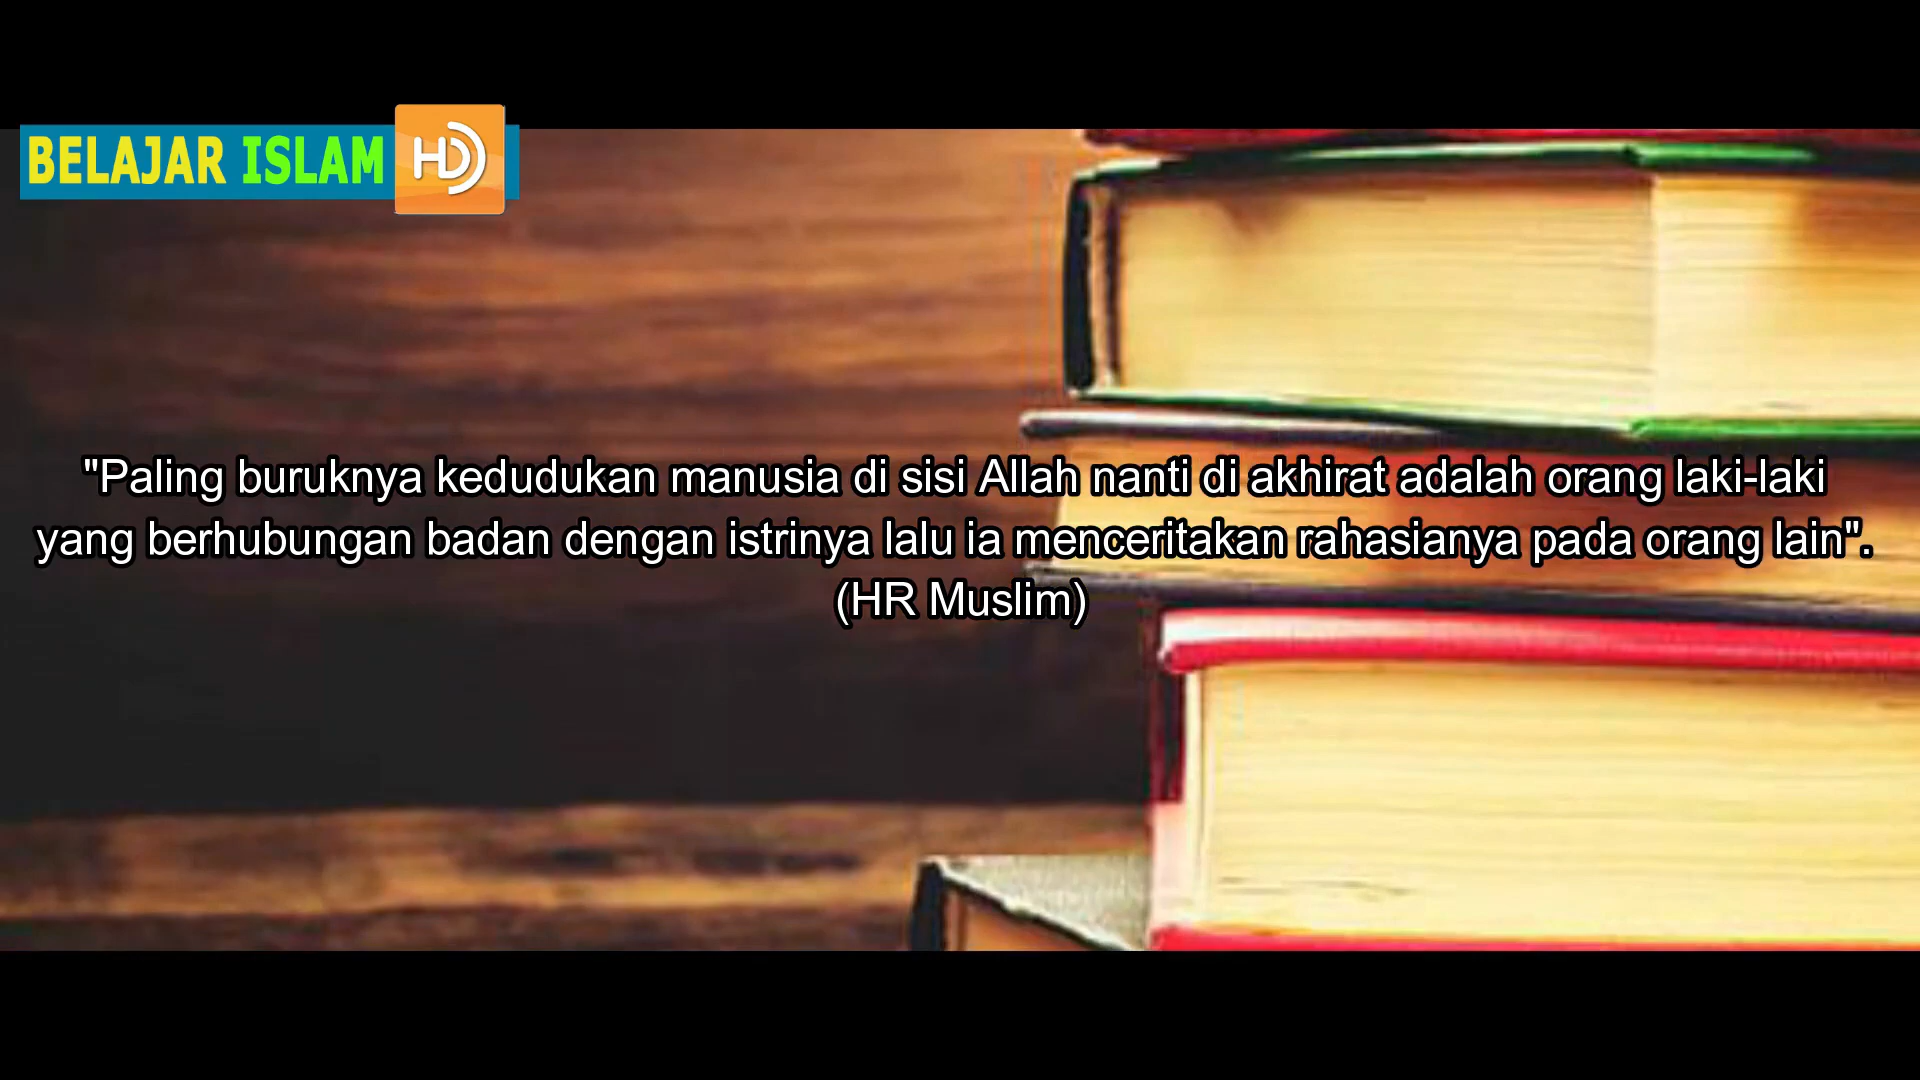 BELAJAR ISLAM HD
"Paling buruknya kedudukan manusia di sisi Allah nanti di akhirat adalah orang laki-laki
yang berhubungan badan dengan istrinya lalu ia menceritakan rahasianya pada orang lain".
(HR Muslim)